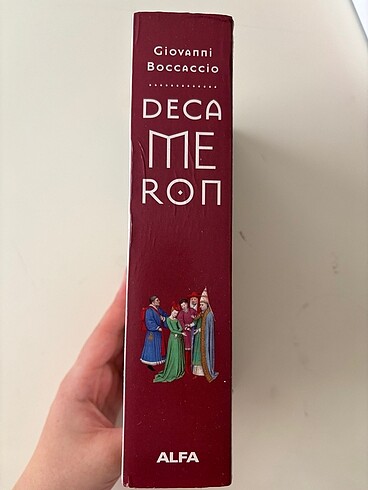 Giovanni
Boccaccio
DECA
ME
RON
ALFA